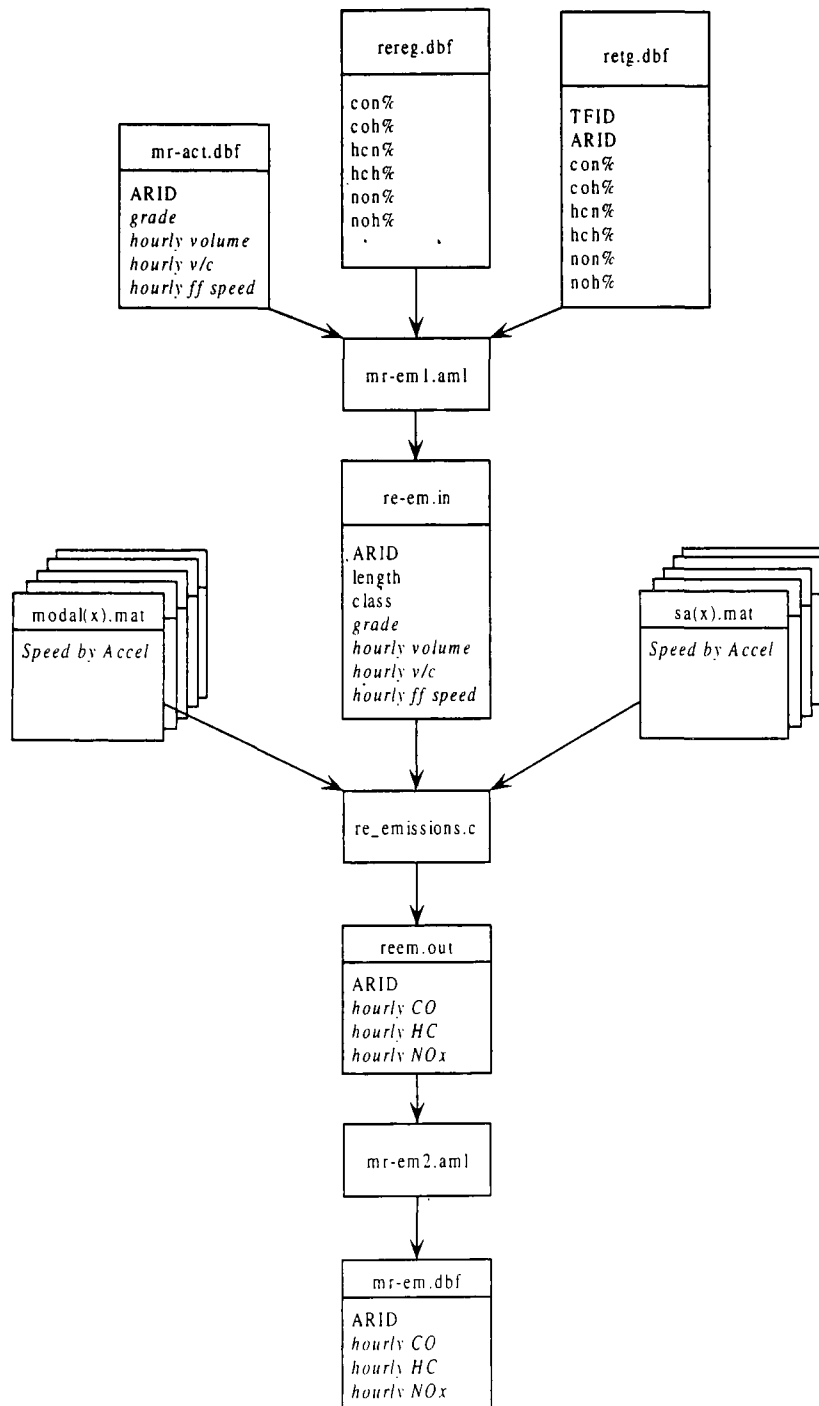 rereg.dbf
con%
coh%
hcn%
hch%
non%
noh%
retg.dbf
TFID
ARID
con%
coh%
hcn%
hch%
non%
noh%
mr-act.dbf
ARID
grade
hourly volume
hourly v/c
hourly ff speed
mr-em1.aml
re-em.in
ARID
length
class
grade
hourly volume
hourly v/c
hourly ff speed
modal(x).mat
Speed by Accel
sa(x).mat
Speed by Accel
re_emissions.c
reem.out
ARID
hourly CO
hourly HC
hourly NOx
mr-em2.aml
mr-em.dbf
ARID
hourly CO
hourly HC
hourly NOx